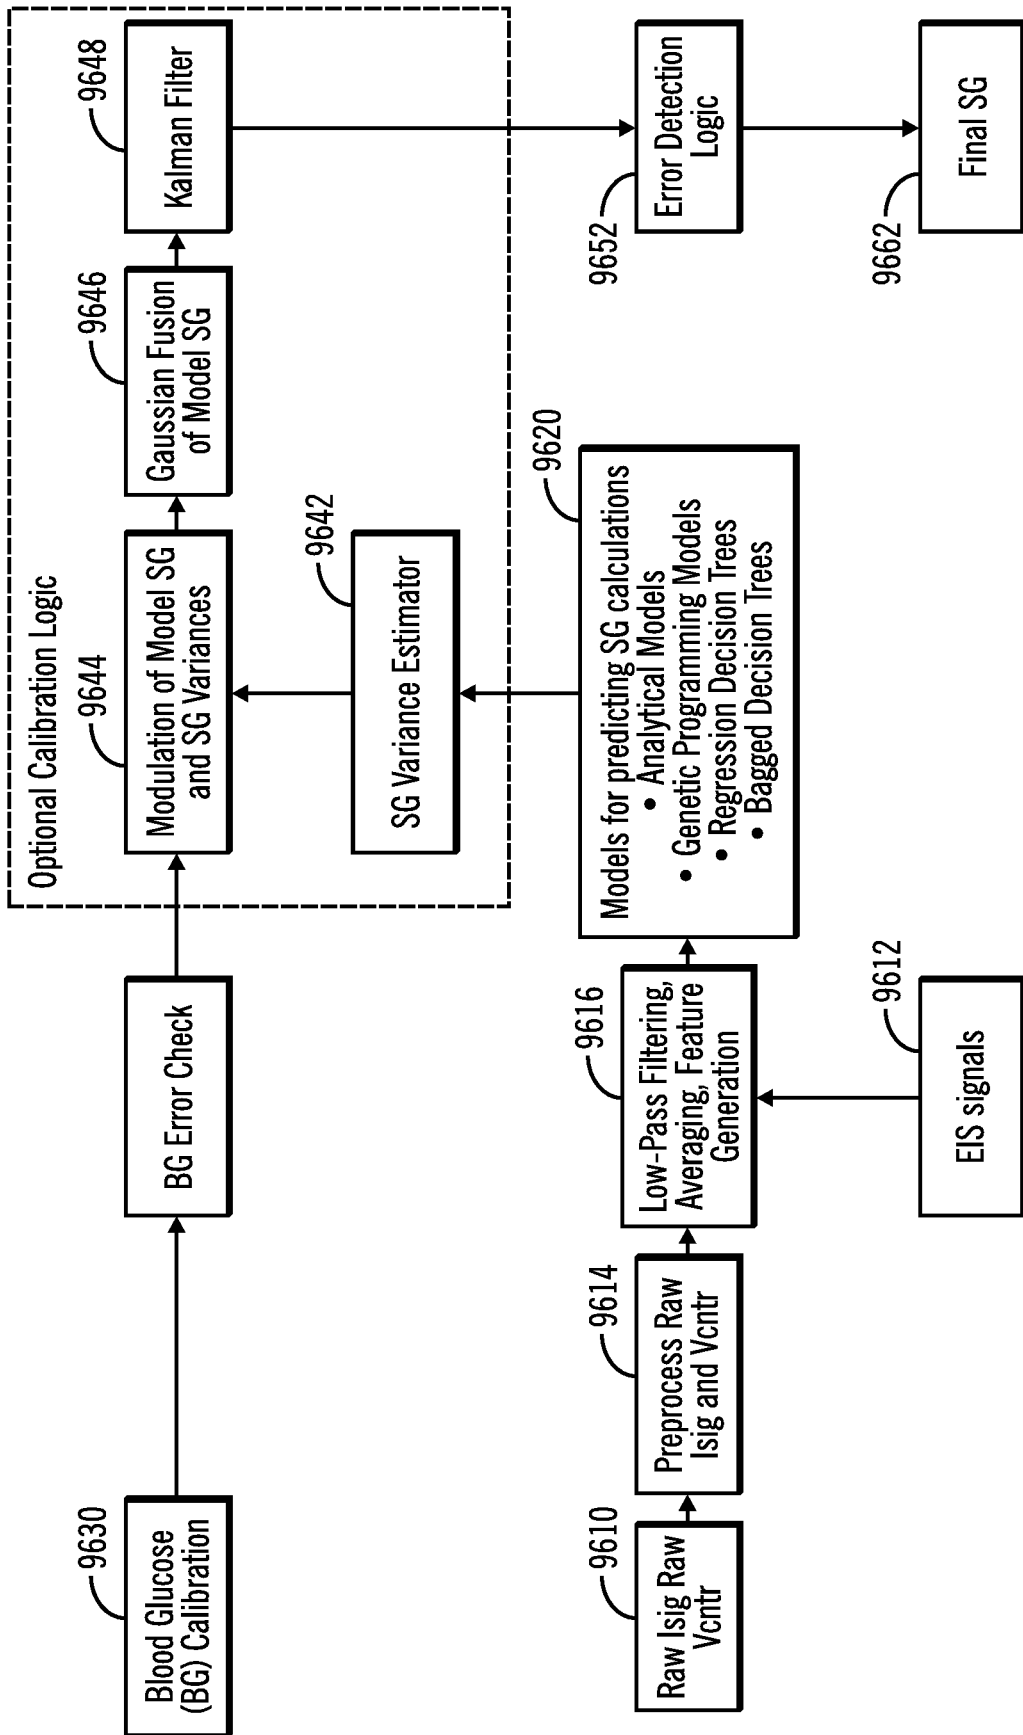 Optional Calibration Logic
9630
Blood Glucose
(BG) Calibration
BG Error Check
9644
Modulation of Model SG
and SG Variances
9646
Gaussian Fusion
of Model SG
9648
Kalman Filter
9642
SG Variance Estimator
9610
Raw Isig Raw
Vcntr
9614
Preprocess Raw
Isig and Vcntr
9616
Low-Pass Filtering,
Averaging, Feature
Generation
9620
Models for predicting SG calculations
• Analytical Models
• Genetic Programming Models
• Regression Decision Trees
• Bagged Decision Trees
9652
Error Detection
Logic
9612
EIS signals
9662
Final SG